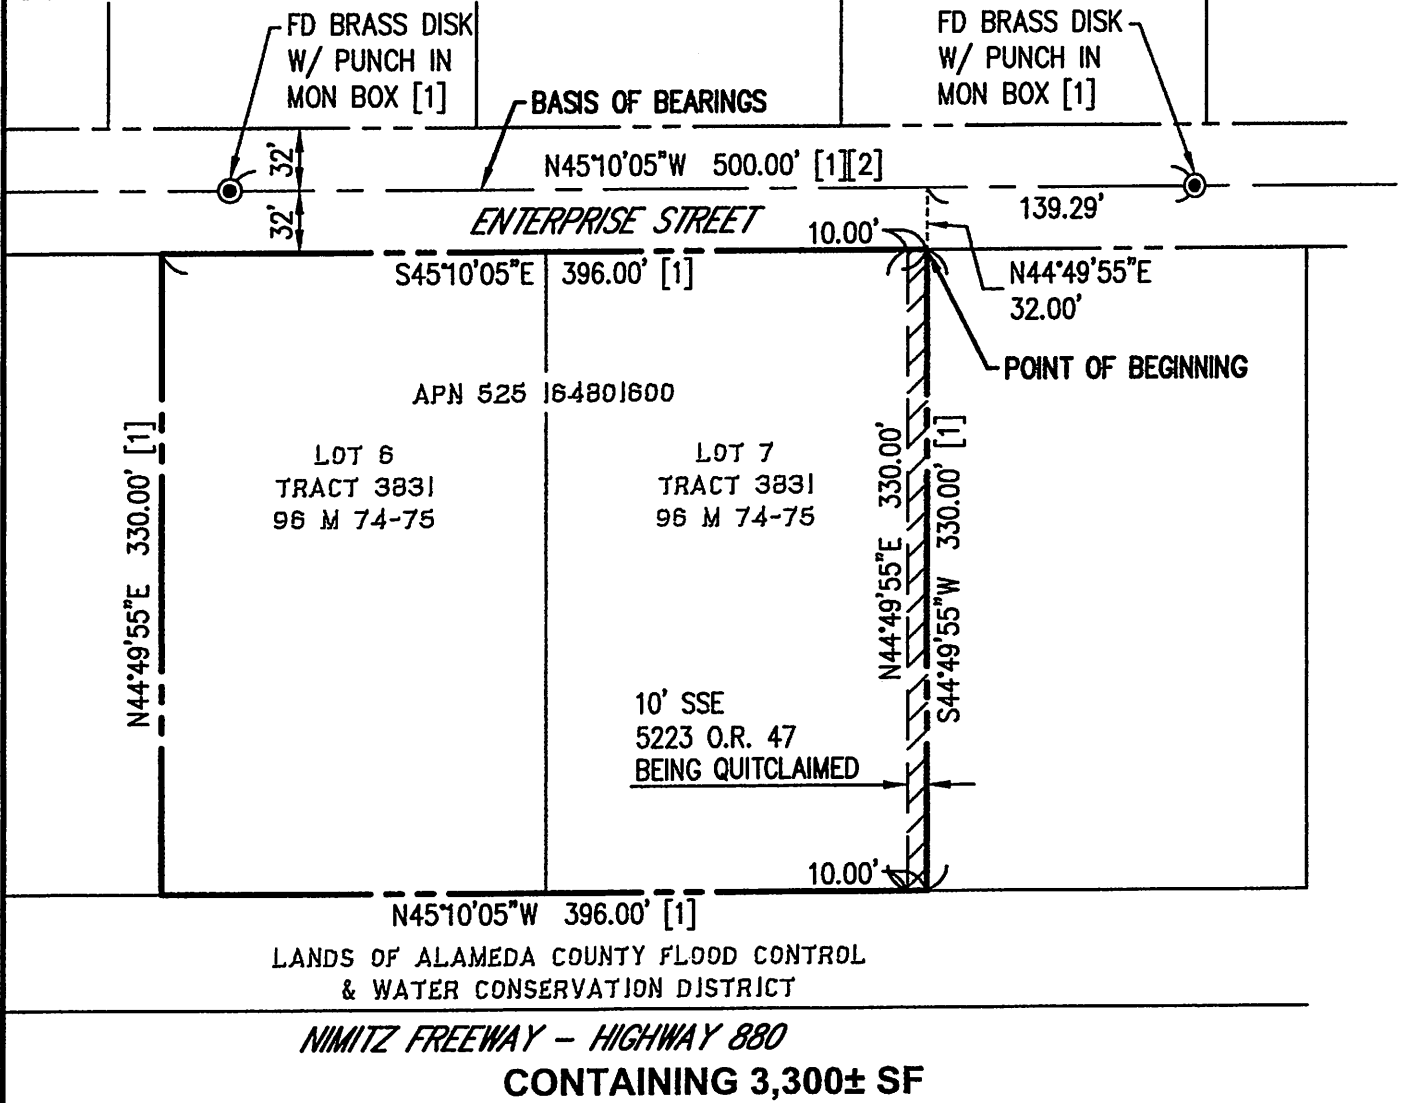 FD BRASS DISK
W/ PUNCH IN
MON BOX [1]
FD BRASS DISK
W/ PUNCH IN
MON BOX [1]
BASIS OF BEARINGS
32'
N45°10'05"W 500.00' [1][2]
139.29'
32'
ENTERPRISE STREET
10.00'
S45°10'05"E 396.00' [1]
N44°49'55"E
32.00'
POINT OF BEGINNING
APN 525 164801600
LOT 6
TRACT 3831
96 M 74-75
LOT 7
TRACT 3831
96 M 74-75
N44°49'55"E 330.00' [1]
N44°49'55"E 330.00'
S44°49'55"W 330.00' [1]
10' SSE
5223 O.R. 47
BEING QUITCLAIMED
10.00'
N45°10'05"W 396.00' [1]
LANDS OF ALAMEDA COUNTY FLOOD CONTROL
& WATER CONSERVATION DISTRICT
NIMITZ FREEWAY – HIGHWAY 880
CONTAINING 3,300± SF